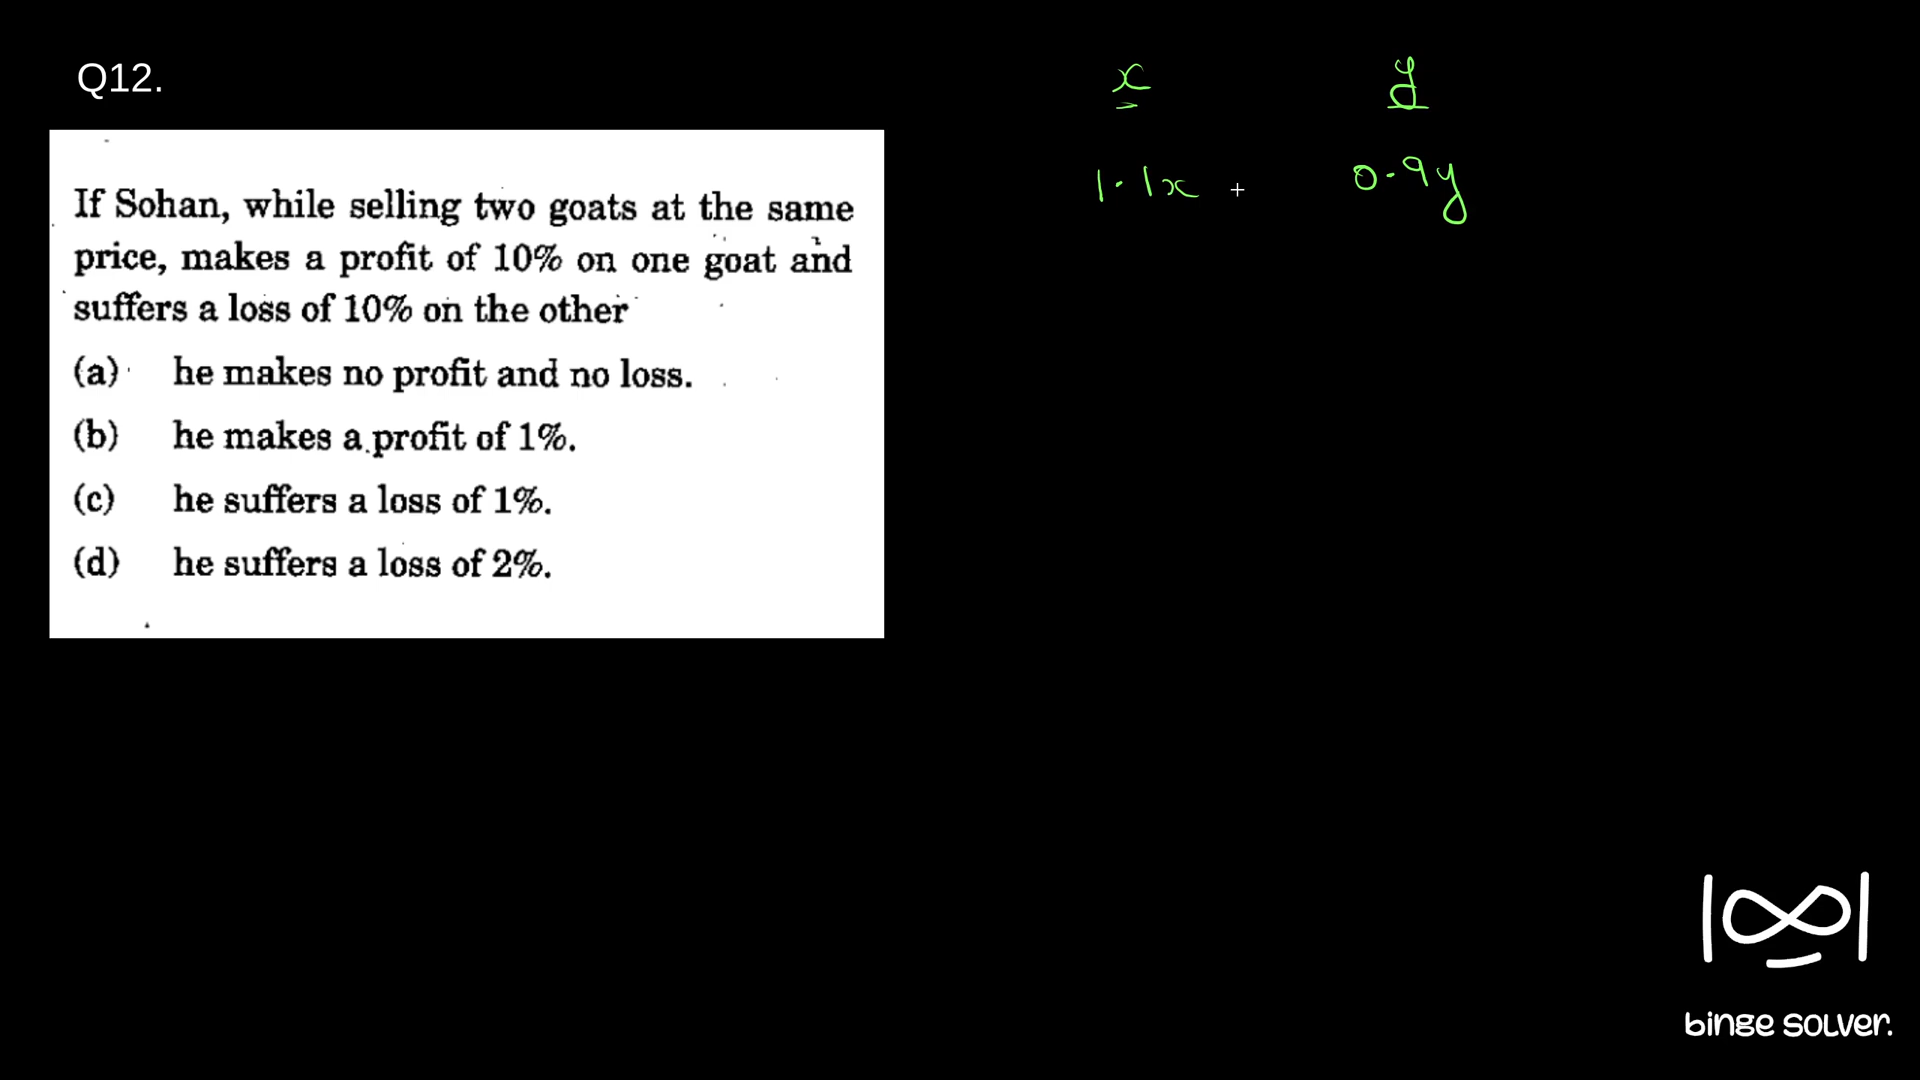 Q12.
If Sohan, while selling two goats at the same
price, makes a profit of 10% on one goat and
suffers a loss of 10% on the other
(a) he makes no profit and no loss.
(b) he makes a profit of 1%.
(c) he suffers a loss of 1%.
(d) he suffers a loss of 2%.
x y
1.1x 0.9y
binge solver.